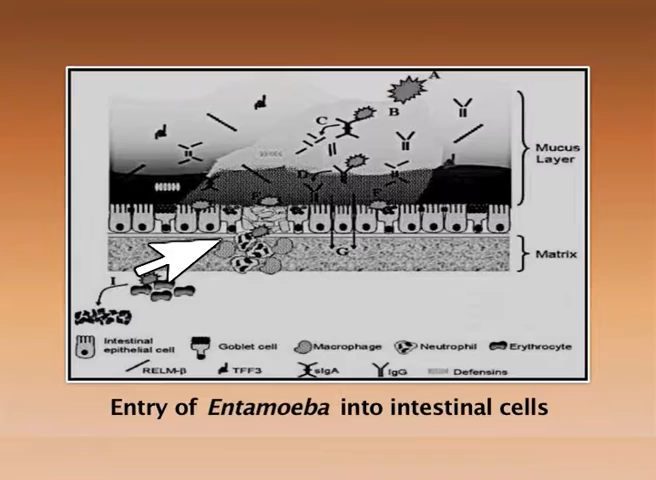 A
B
C
Mucus
Layer
D
E
F
G
Matrix
I
Intestinal
epithelial cell
Goblet cell
Macrophage
Neutrophil
Erythrocyte
RELM-β
TFF3
sIgA
IgG
Defensins
Entry of Entamoeba into intestinal cells